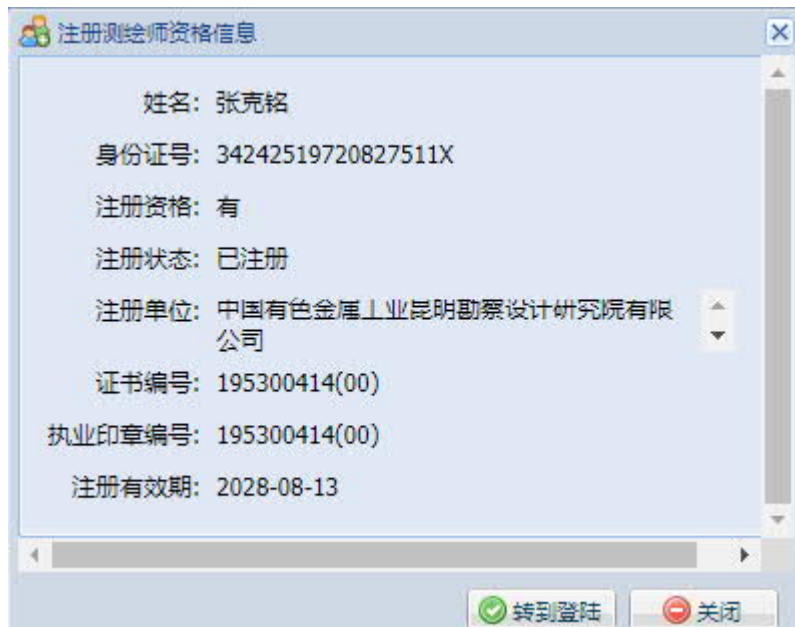 注册测绘师资格信息
姓名: 张克铭
身份证号: 34242519720827511X
注册资格: 有
注册状态: 已注册
注册单位: 中国有色金属工业昆明勘察设计研究院有限
公司
证书编号: 195300414(00)
执业印章编号: 195300414(00)
注册有效期: 2028-08-13
转到登陆 关闭